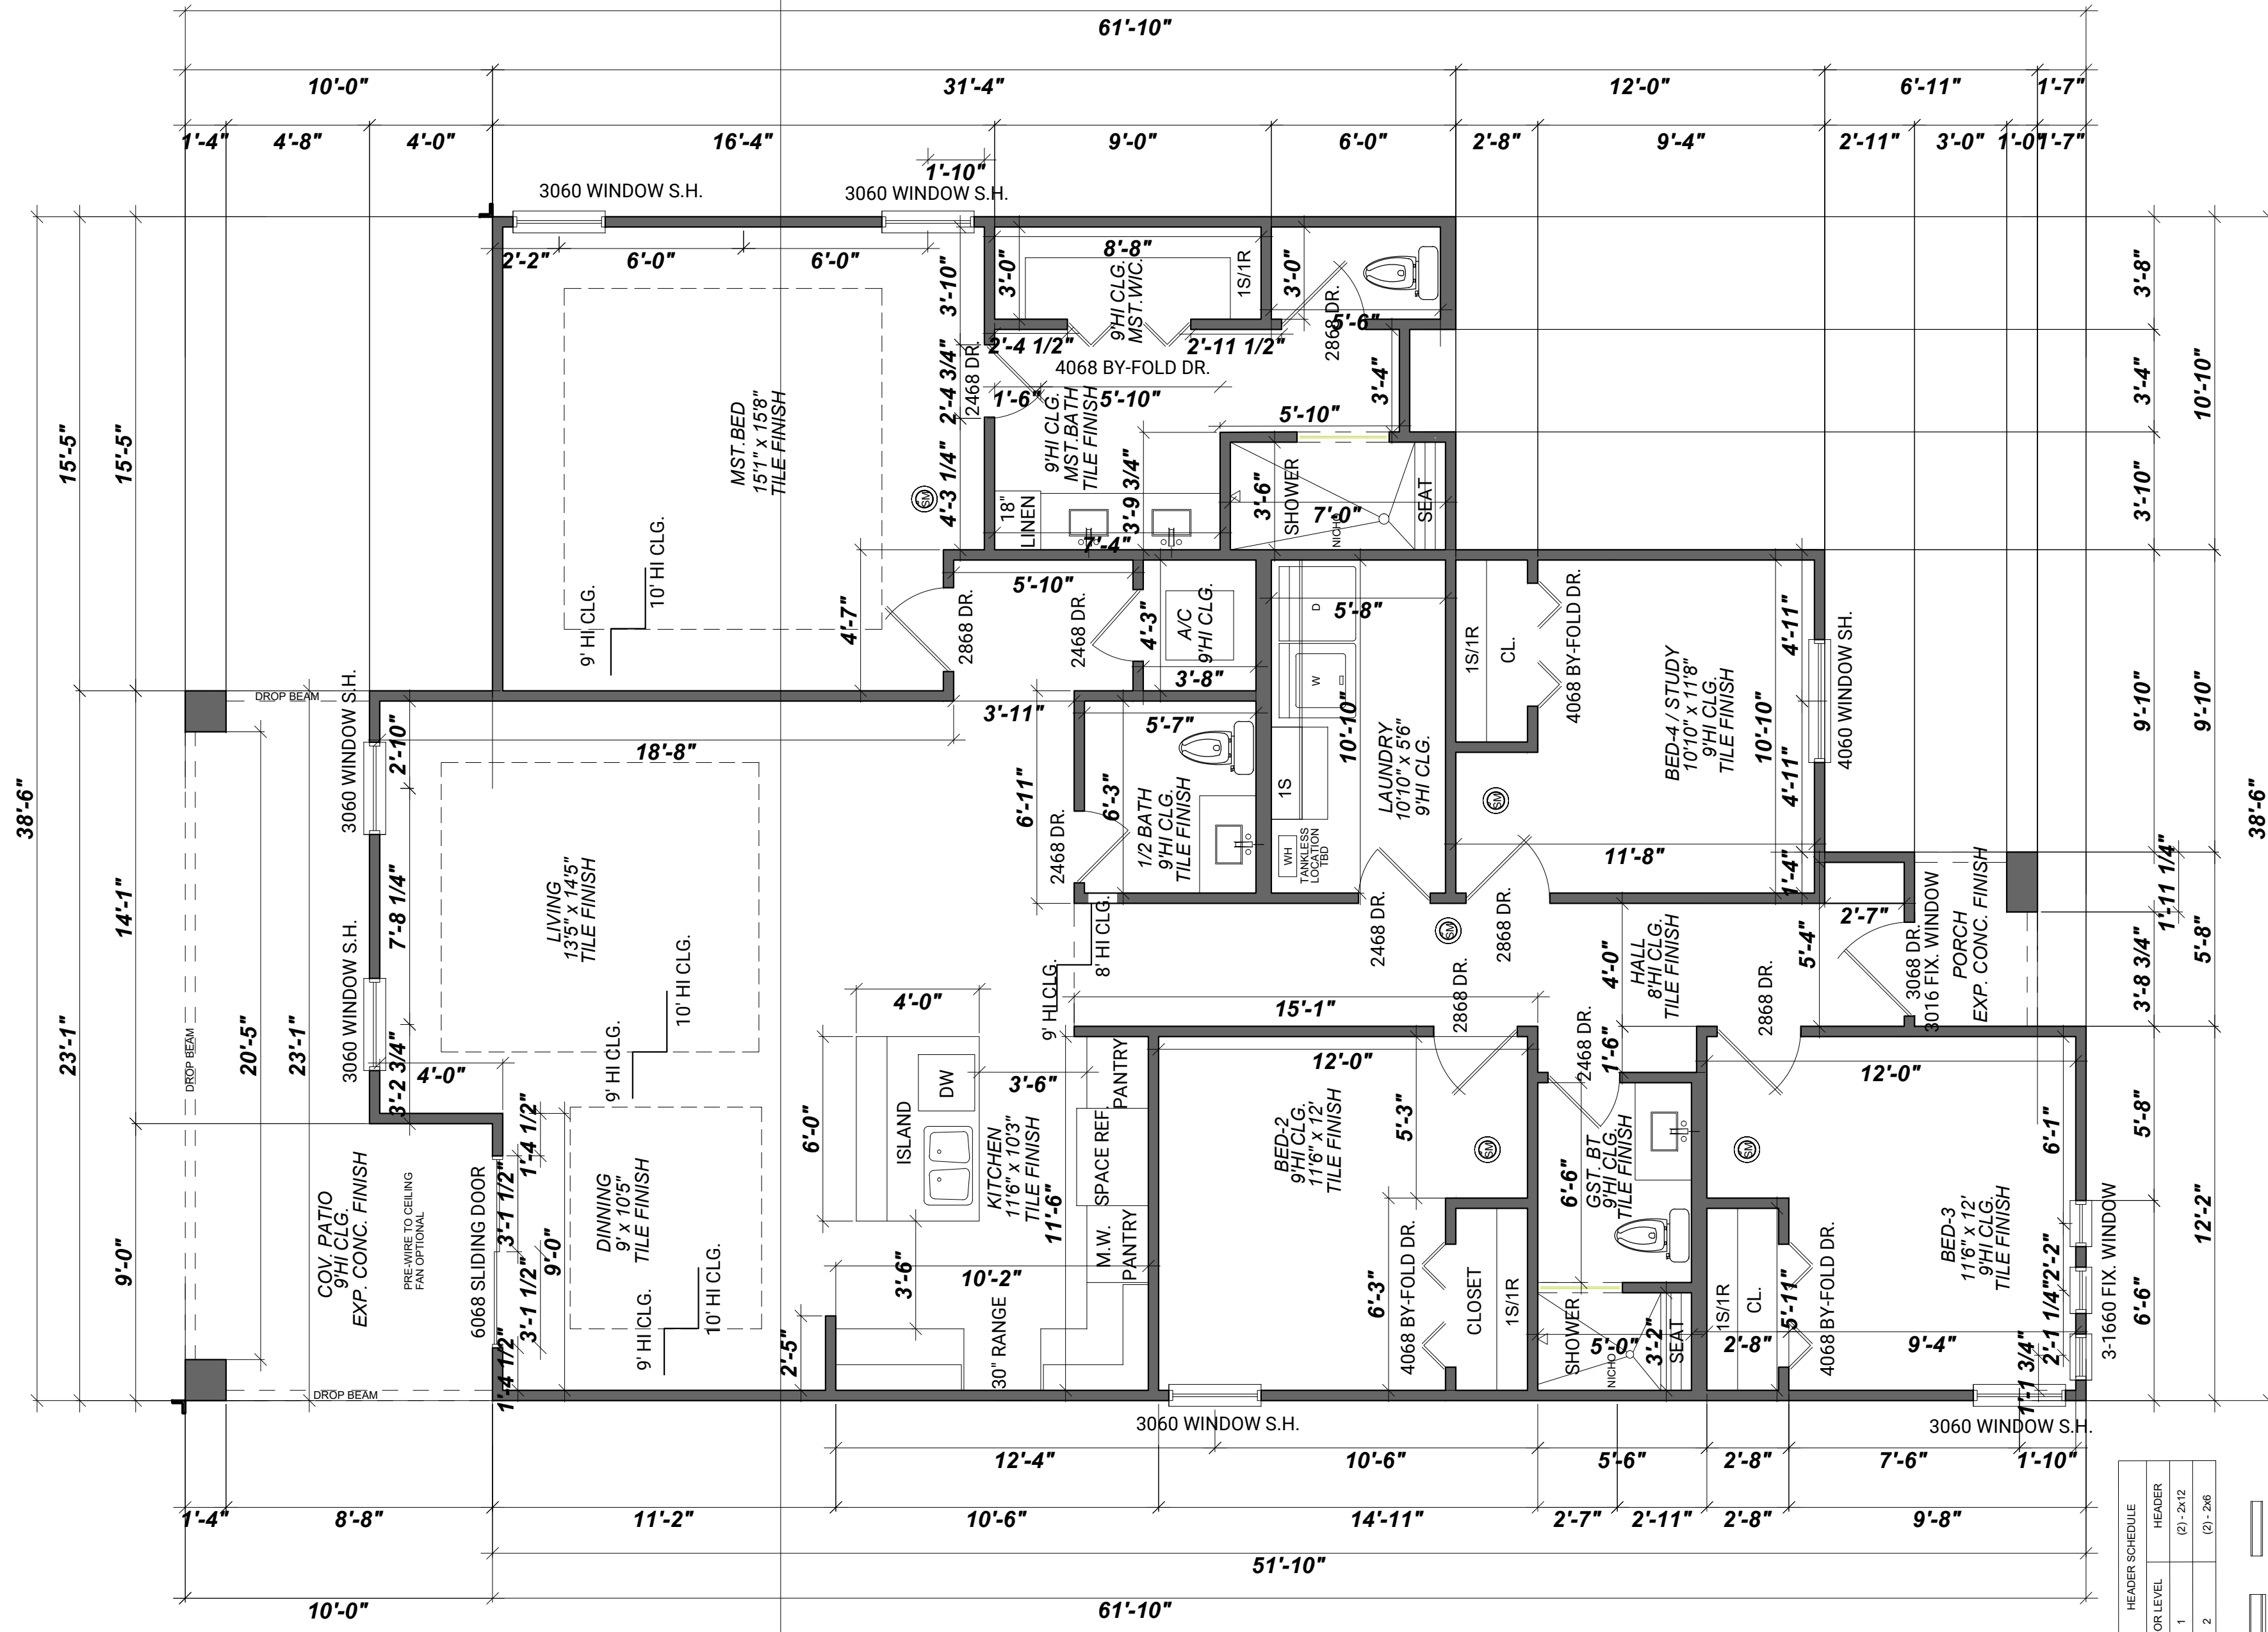 61'-10"
10'-0"
31'-4"
12'-0"
6'-11"
1'-7"
1'-4"
4'-8"
4'-0"
16'-4"
9'-0"
6'-0"
2'-8"
9'-4"
2'-11"
3'-0"
1'-0"
1'-7"
1'-10"
3060 WINDOW S.H.
3060 WINDOW S.H.
2'-2"
6'-0"
6'-0"
3'-10"
3'-0"
8'-8"
9'HI CLG.
MST.WIC.
1S/1R
3'-0"
2868 DR.
5'-6"
3'-8"
2'-4 1/2"
2'-11 1/2"
4068 BY-FOLD DR.
2468 DR.
2'-4 3/4"
1'-6"
5'-10"
3'-4"
3'-4"
10'-10"
5'-10"
15'-5"
15'-5"
MST.BED
15'1" x 15'8"
TILE FINISH
SM
4'-3 1/4"
9'HI CLG.
MST.BATH
TILE FINISH
3'-9 3/4"
18"
LINEN
7'-4"
3'-6"
SHOWER
7'-0"
NICHO
SEAT
3'-10"
9' HI CLG.
10' HI CLG.
4'-7"
5'-10"
2868 DR.
2468 DR.
4'-3"
A/C
9'HI CLG.
3'-8"
D
W
5'-8"
1S/1R
CL.
4068 BY-FOLD DR.
4'-11"
4060 WINDOW SH.
BED-4 / STUDY
10'10" x 11'8"
9'HI CLG.
TILE FINISH
10'-10"
4'-11"
9'-10"
9'-10"
38'-6"
38'-6"
DROP BEAM
3060 WINDOW S.H.
2'-10"
18'-8"
3'-11"
5'-7"
6'-11"
6'-3"
2468 DR.
1/2 BATH
9'HI CLG.
TILE FINISH
1S
10'-10"
LAUNDRY
10'10" x 5'6"
9'HI CLG.
WH
TANKLESS
LOCATION
TBD
SM
11'-8"
1'-4"
14'-1"
7'-8 1/4"
LIVING
13'5" x 14'5"
TILE FINISH
3060 WINDOW S.H.
9' HI CLG.
10' HI CLG.
8' HI CLG.
9' HI CLG.
2468 DR.
SM
2868 DR.
2868 DR.
4'-0"
HALL
8'HI CLG.
TILE FINISH
2868 DR.
5'-4"
2'-7"
3068 DR.
3016 FIX. WINDOW
PORCH
EXP. CONC. FINISH
1'-11 1/4"
3'-8 3/4"
5'-8"
23'-1"
DROP BEAM
20'-5"
23'-1"
3'-2 3/4"
4'-0"
4'-0"
15'-1"
12'-0"
2468 DR.
1'-6"
12'-0"
6'-0"
ISLAND
DW
3'-6"
PANTRY
SPACE REF.
M.W.
PANTRY
KITCHEN
11'6" x 10'3"
TILE FINISH
11'-6"
BED-2
9'HI CLG.
11'6" x 12'
TILE FINISH
5'-3"
SM
6'-6"
GST. BT
9'HI CLG.
TILE FINISH
SM
6'-1"
5'-8"
12'-2"
COV. PATIO
9'HI CLG.
EXP. CONC. FINISH
PRE-WIRE TO CEILING
FAN OPTIONAL
6068 SLIDING DOOR
1'-4 1/2"
3'-1 1/2"
3'-1 1/2"
1'-4 1/2"
9'-0"
9'-0"
DINNING
9' x 10'5"
TILE FINISH
9' HI CLG.
10' HI CLG.
2'-5"
3'-6"
10'-2"
30" RANGE
6'-3"
4068 BY-FOLD DR.
CLOSET
1S/1R
SHOWER
NICHO
5'-0"
3'-2"
SEAT
1S/1R
CL.
2'-8"
5'-11"
4068 BY-FOLD DR.
9'-4"
BED-3
11'6" x 12'
9'HI CLG.
TILE FINISH
2'-2"
2'-1 1/4"
1'-1 3/4"
3-1660 FIX. WINDOW
6'-6"
DROP BEAM
3060 WINDOW S.H.
3060 WINDOW S.H.
12'-4"
10'-6"
5'-6"
2'-8"
7'-6"
1'-10"
1'-4"
8'-8"
11'-2"
10'-6"
14'-11"
2'-7"
2'-11"
2'-8"
9'-8"
51'-10"
10'-0"
61'-10"
HEADER SCHEDULE
OR LEVEL
HEADER
1
(2) - 2x12
2
(2) - 2x6